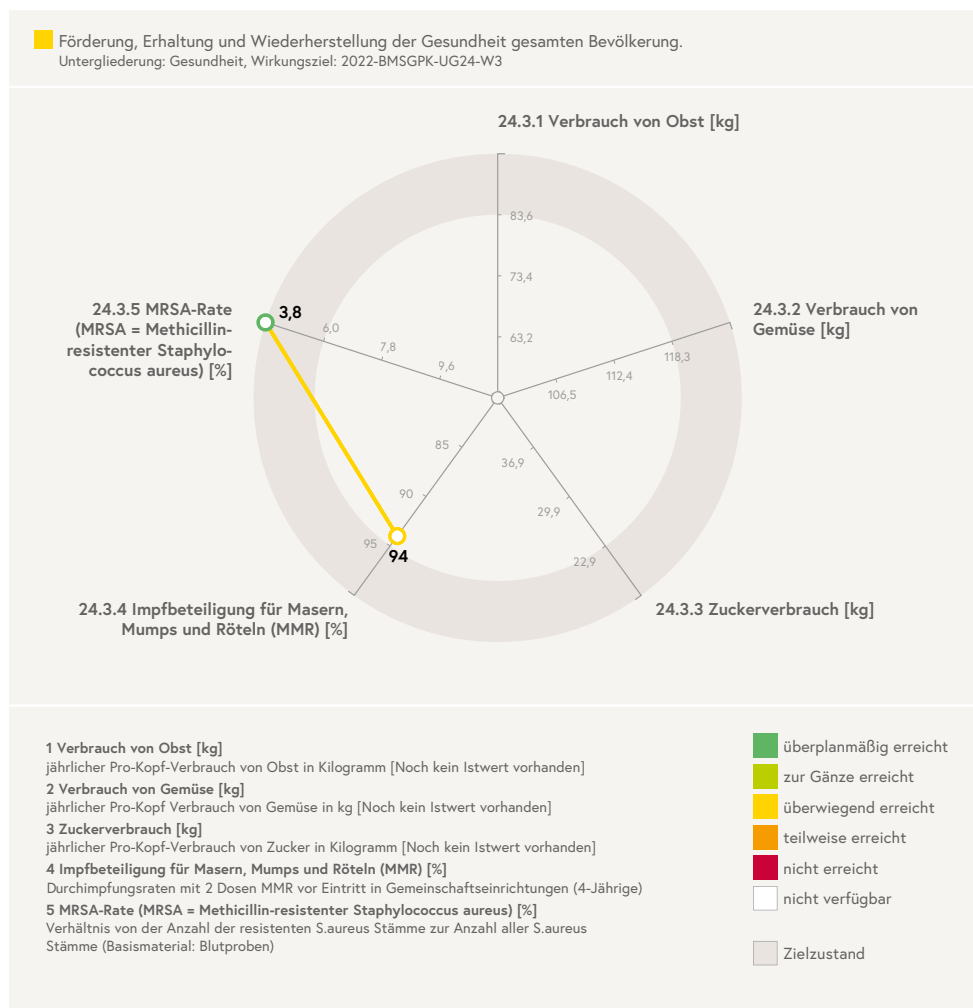 Förderung, Erhaltung und Wiederherstellung der Gesundheit gesamten Bevölkerung.
Untergliederung: Gesundheit, Wirkungsziel: 2022-BMSGPK-UG24-W3
24.3.1 Verbrauch von Obst [kg]
83,6
73,4
63,2
24.3.2 Verbrauch von
Gemüse [kg]
118,3
112,4
106,5
24.3.5 MRSA-Rate
(MRSA = Methicillin-
resistenter Staphylo-
coccus aureus) [%]
3,8
6,0
7,8
9,6
85
90
95
94
36,9
29,9
22,9
24.3.4 Impfbeteiligung für Masern,
Mumps und Röteln (MMR) [%]
24.3.3 Zuckerverbrauch [kg]
1 Verbrauch von Obst [kg]
jährlicher Pro-Kopf-Verbrauch von Obst in Kilogramm [Noch kein Istwert vorhanden]
2 Verbrauch von Gemüse [kg]
jährlicher Pro-Kopf Verbrauch von Gemüse in kg [Noch kein Istwert vorhanden]
3 Zuckerverbrauch [kg]
jährlicher Pro-Kopf-Verbrauch von Zucker in Kilogramm [Noch kein Istwert vorhanden]
4 Impfbeteiligung für Masern, Mumps und Röteln (MMR) [%]
Durchimpfungsraten mit 2 Dosen MMR vor Eintritt in Gemeinschaftseinrichtungen (4-Jährige)
5 MRSA-Rate (MRSA = Methicillin-resistenter Staphylococcus aureus) [%]
Verhältnis von der Anzahl der resistenten S.aureus Stämme zur Anzahl aller S.aureus
Stämme (Basismaterial: Blutproben)
überplanmäßig erreicht
zur Gänze erreicht
überwiegend erreicht
teilweise erreicht
nicht erreicht
nicht verfügbar
Zielzustand